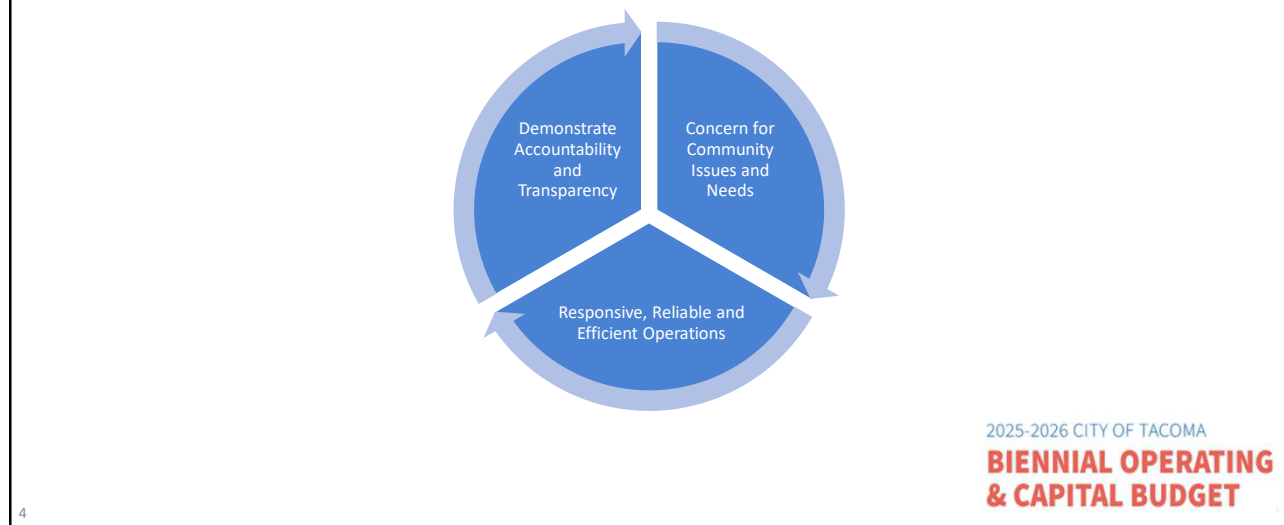 Demonstrate
Accountability
and
Transparency
Concern for
Community
Issues and
Needs
Responsive, Reliable and
Efficient Operations
2025-2026 CITY OF TACOMA
BIENNIAL OPERATING
& CAPITAL BUDGET
4